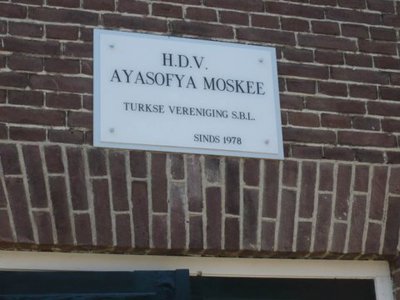 H.D.V.
AYASOFYA MOSKEE
TURKSE VERENIGING S.B.L.
SINDS 1978